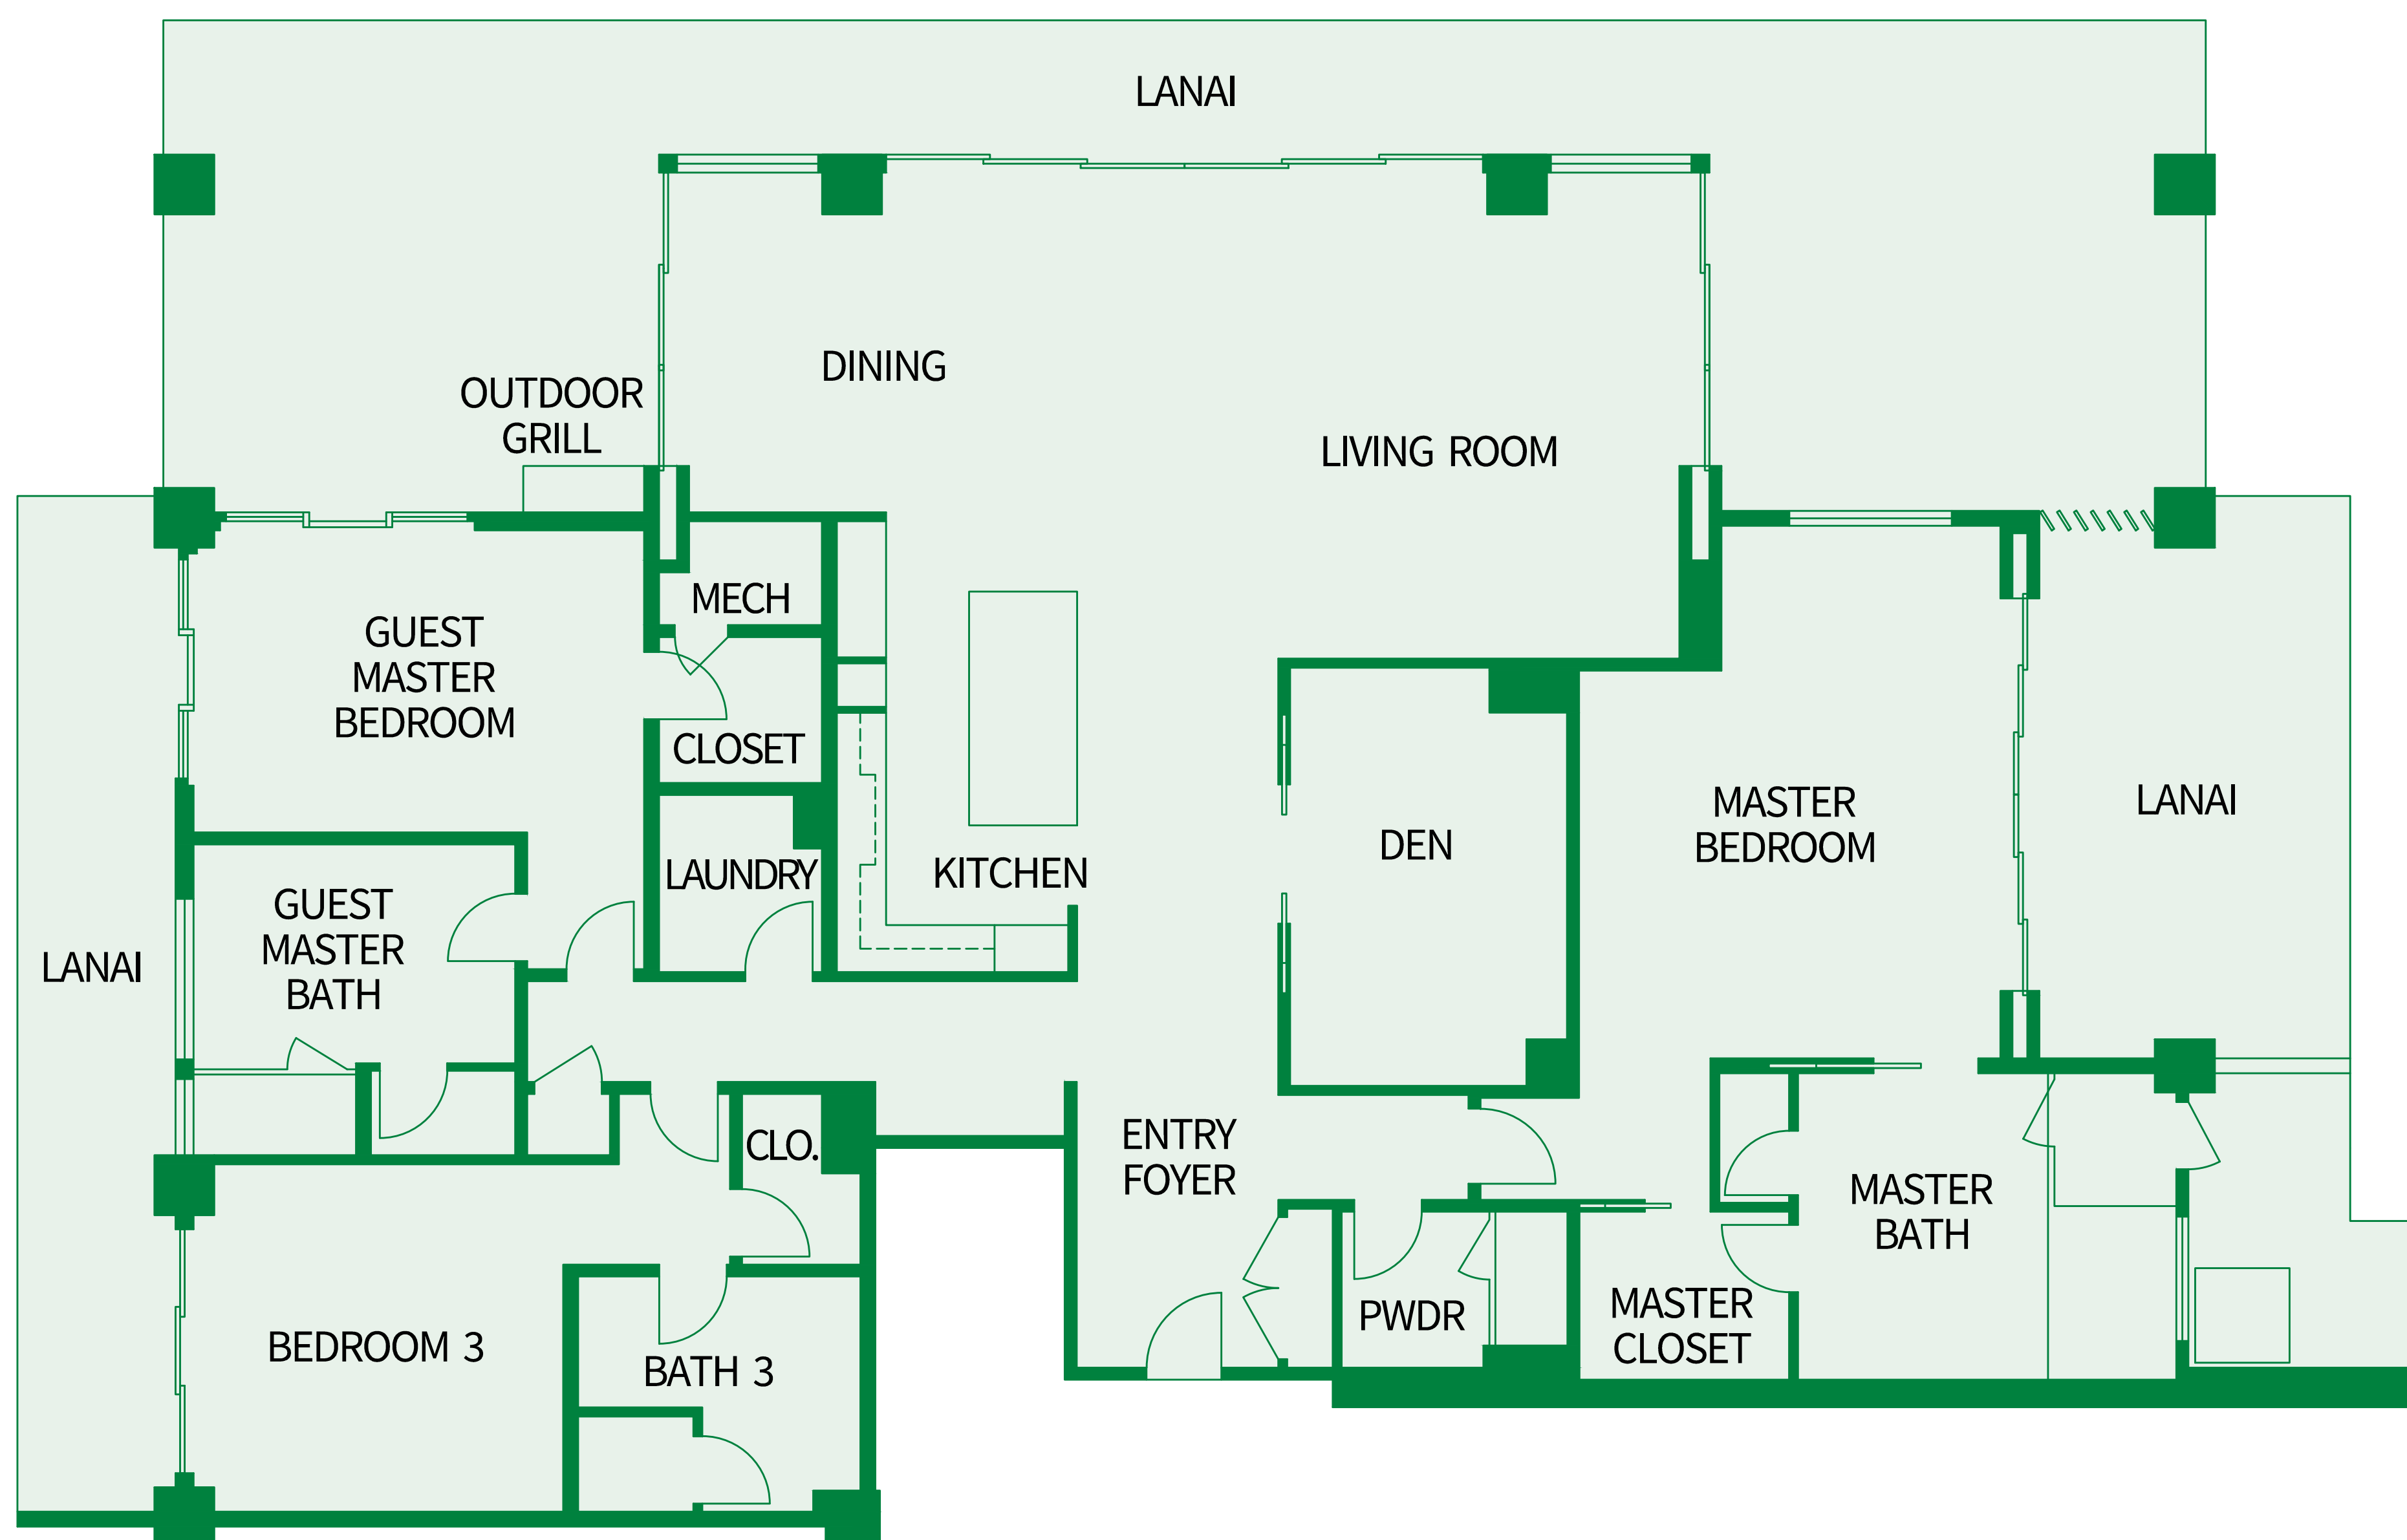 LANAI
DINING
OUTDOOR
GRILL
LIVING ROOM
MECH
GUEST
MASTER
BEDROOM
CLOSET
MASTER
BEDROOM
LANAI
DEN
LAUNDRY
KITCHEN
GUEST
MASTER
BATH
LANAI
CLO.
ENTRY
FOYER
MASTER
BATH
PWDR
MASTER
CLOSET
BEDROOM 3
BATH 3